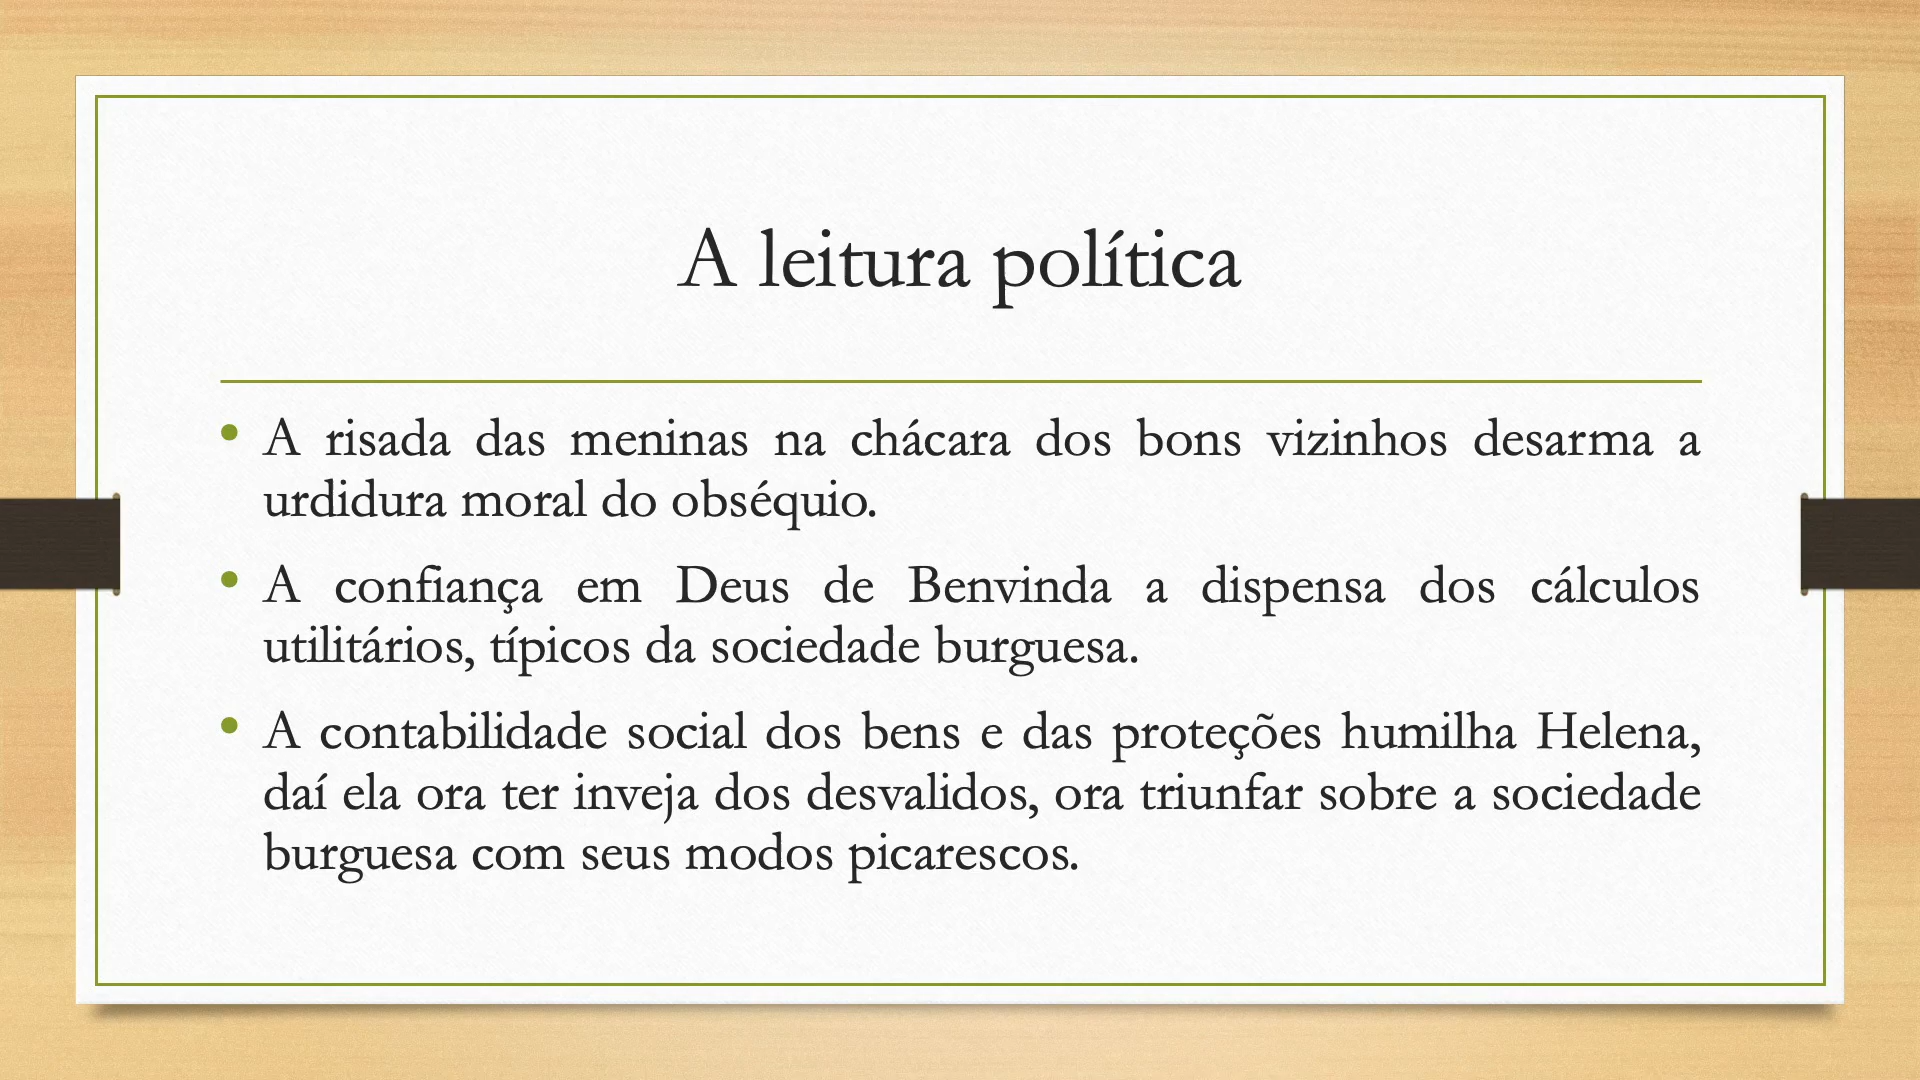 A leitura política
• A risada das meninas na chácara dos bons vizinhos desarma a
urdidura moral do obséquio.
• A confiança em Deus de Benvinda a dispensa dos cálculos
utilitários, típicos da sociedade burguesa.
• A contabilidade social dos bens e das proteções humilha Helena,
daí ela ora ter inveja dos desvalidos, ora triunfar sobre a sociedade
burguesa com seus modos picarescos.